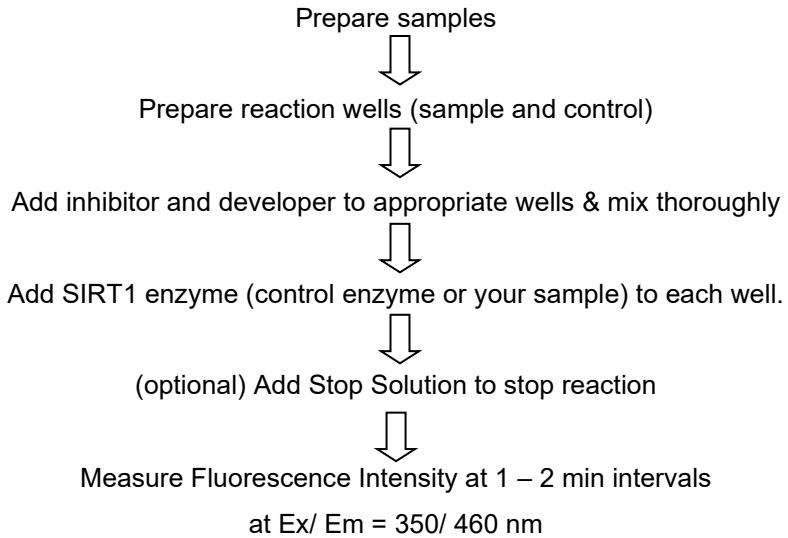 Prepare samples
Prepare reaction wells (sample and control)
Add inhibitor and developer to appropriate wells & mix thoroughly
Add SIRT1 enzyme (control enzyme or your sample) to each well.
(optional) Add Stop Solution to stop reaction
Measure Fluorescence Intensity at 1 – 2 min intervals
at Ex/ Em = 350/ 460 nm